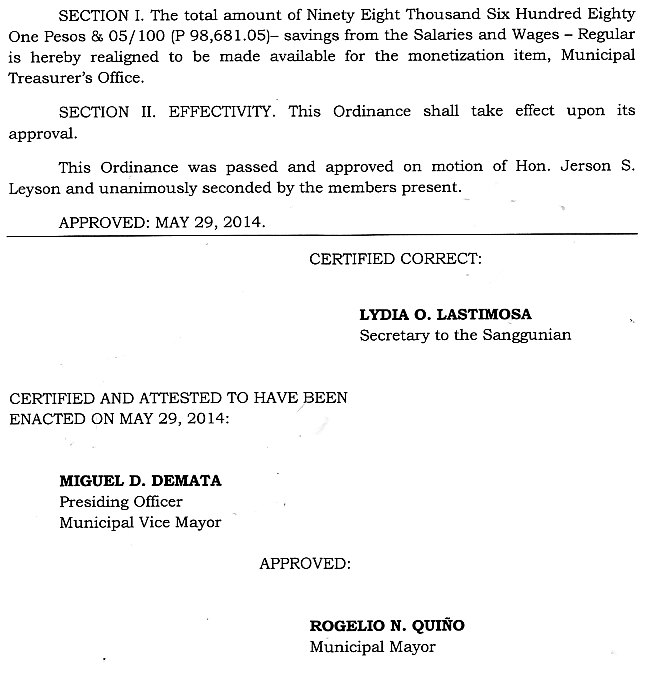 SECTION I. The total amount of Ninety Eight Thousand Six Hundred Eighty
One Pesos & 05/100 (P 98,681.05)– savings from the Salaries and Wages – Regular
is hereby realigned to be made available for the monetization item, Municipal
Treasurer's Office.
SECTION II. EFFECTIVITY. This Ordinance shall take effect upon its
approval.
This Ordinance was passed and approved on motion of Hon. Jerson S.
Leyson and unanimously seconded by the members present.
APPROVED: MAY 29, 2014.
CERTIFIED CORRECT:
LYDIA O. LASTIMOSA
Secretary to the Sanggunian
CERTIFIED AND ATTESTED TO HAVE BEEN
ENACTED ON MAY 29, 2014:
MIGUEL D. DEMATA
Presiding Officer
Municipal Vice Mayor
APPROVED:
ROGELIO N. QUIÑO
Municipal Mayor